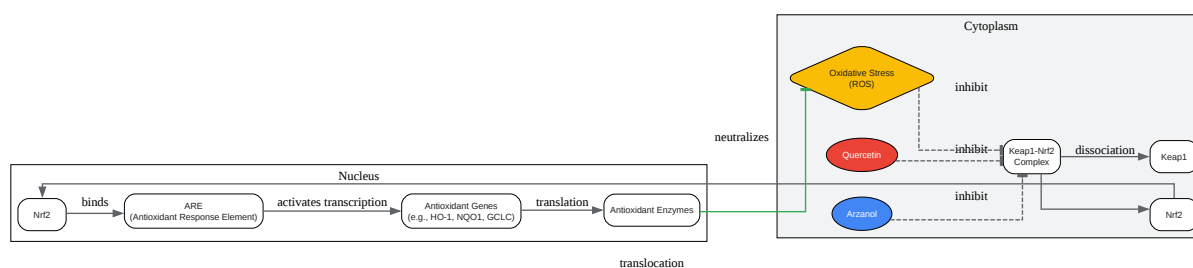 Cytoplasm
Oxidative Stress
(ROS)
inhibit
neutralizes
Quercetin
inhibit
Keap1-Nrf2
Complex
dissociation
Keap1
Nucleus
Nrf2
binds
ARE
(Antioxidant Response Element)
activates transcription
Antioxidant Genes
(e.g., HO-1, NQO1, GCLC)
translation
Antioxidant Enzymes
Arzanol
inhibit
Nrf2
translocation